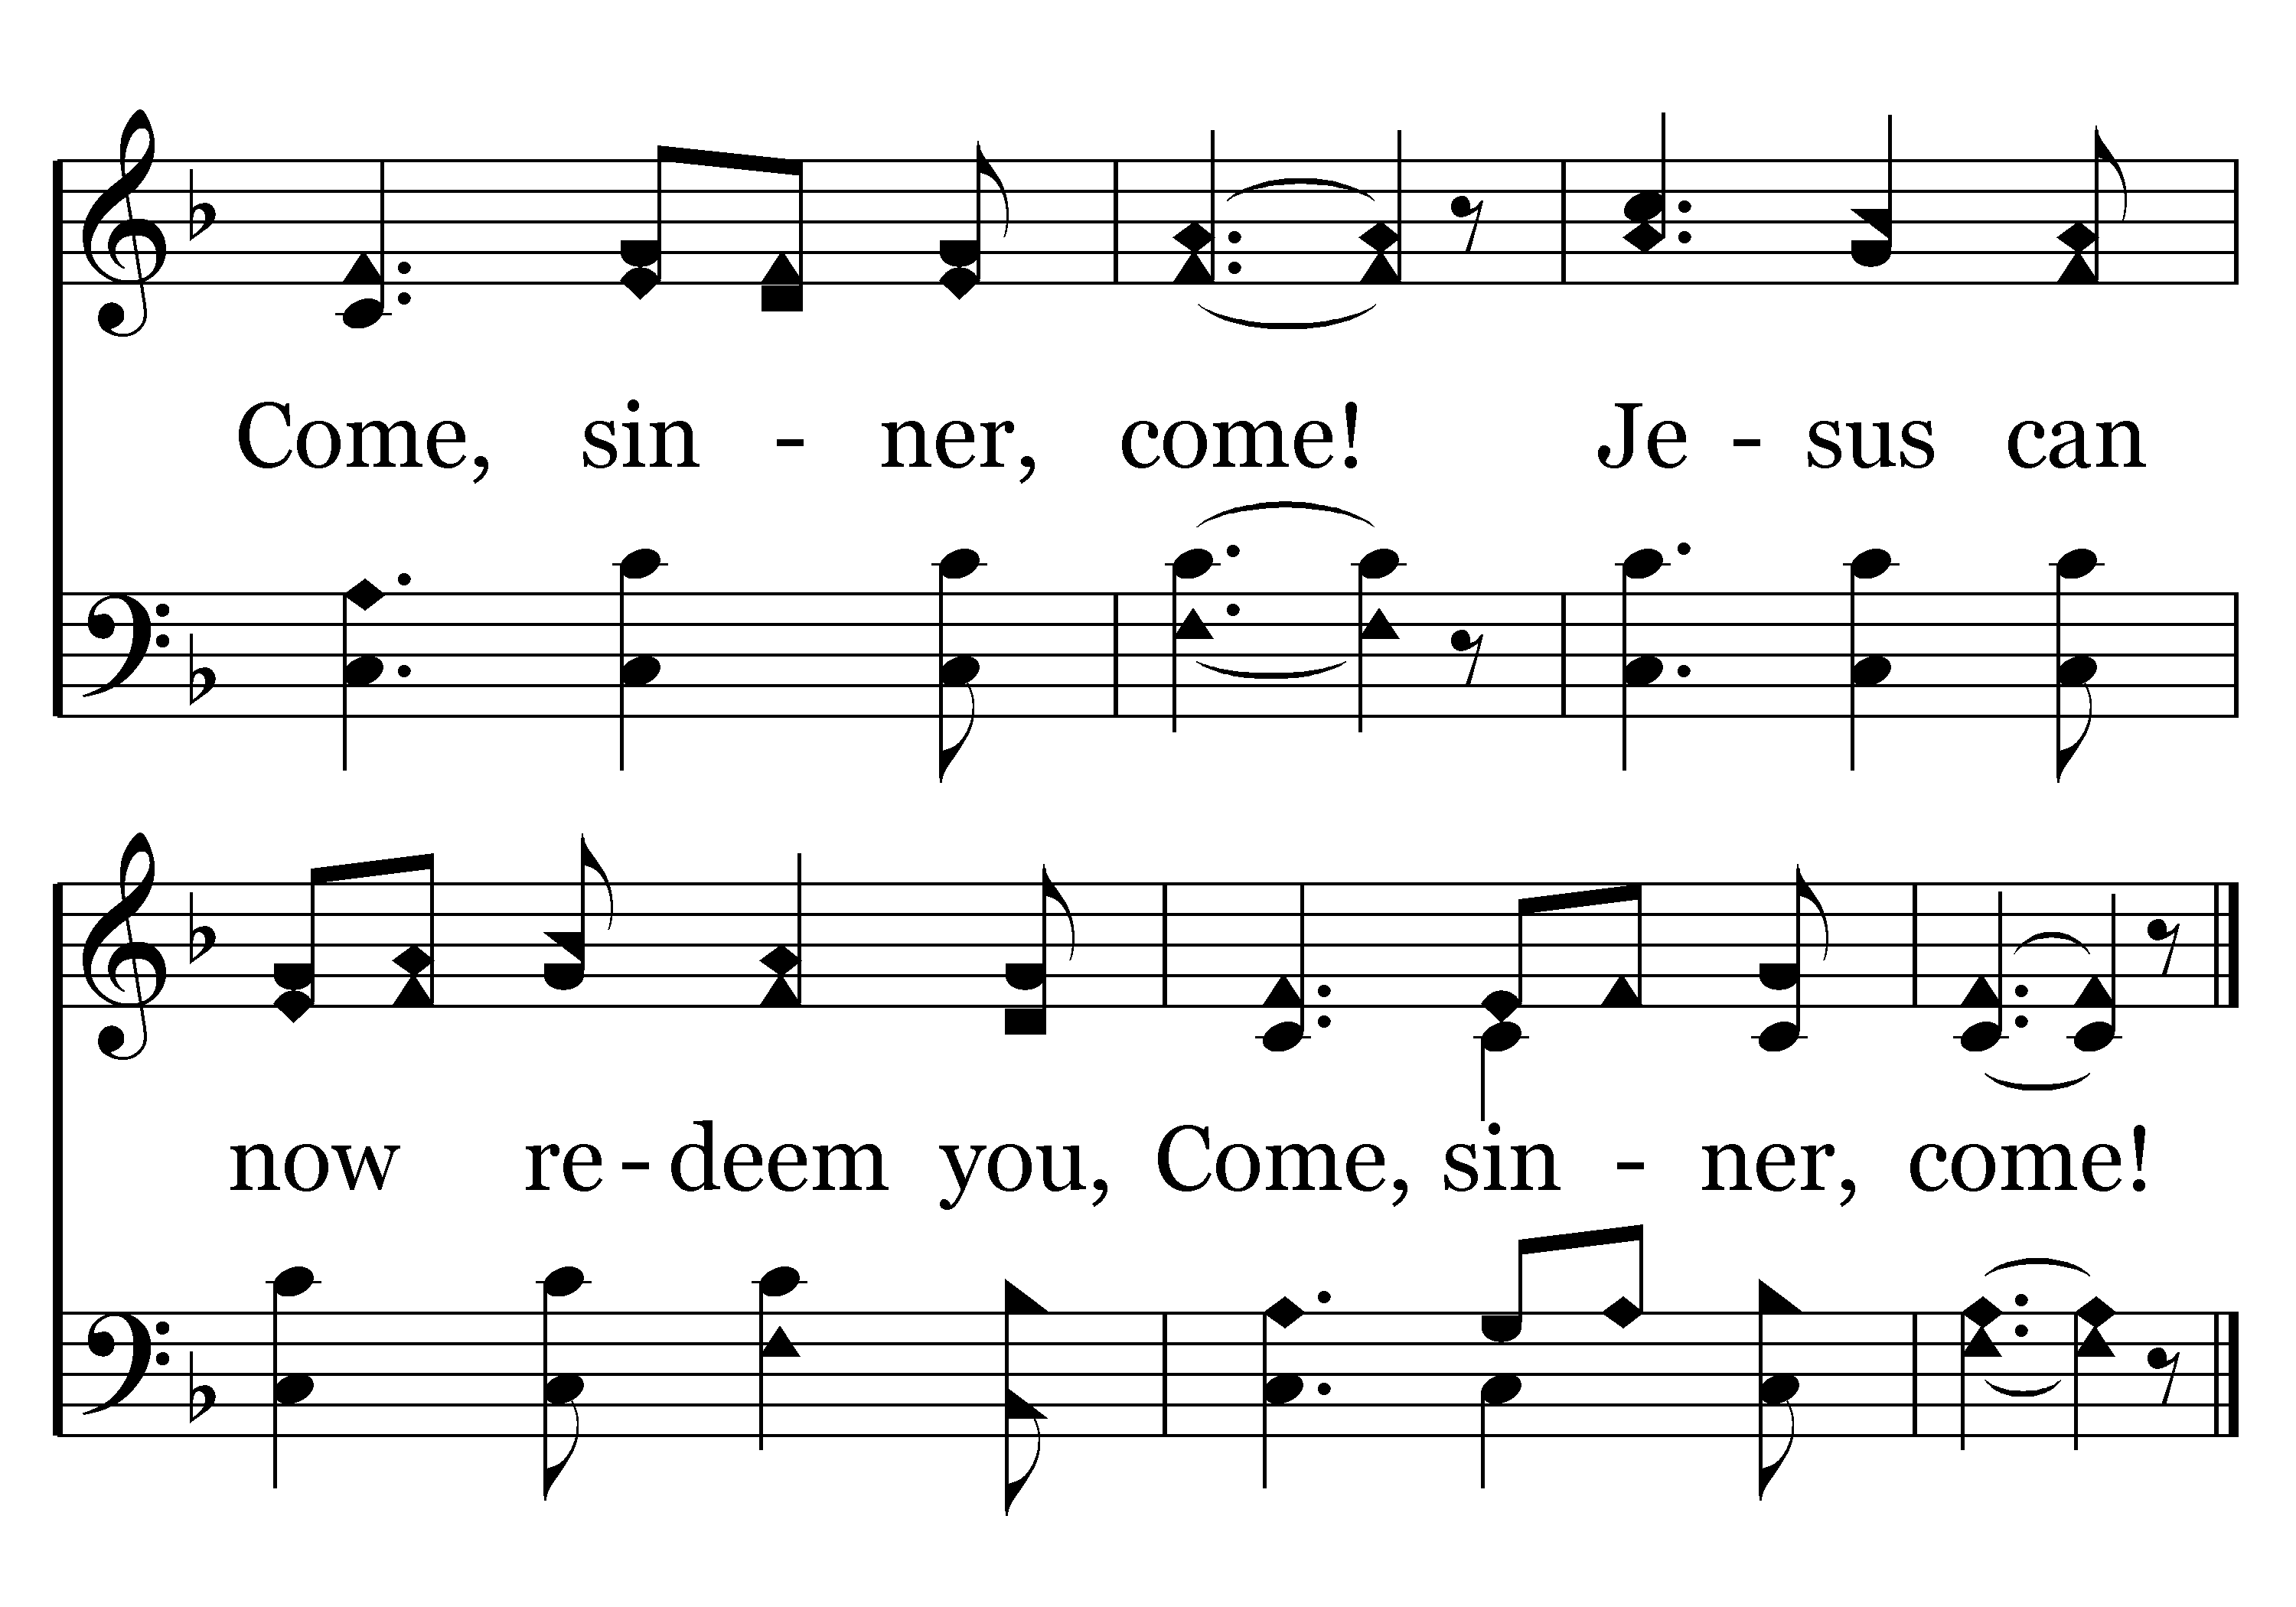 Come, sin - ner, come! Je - sus can
now re - deem you, Come, sin - ner, come!